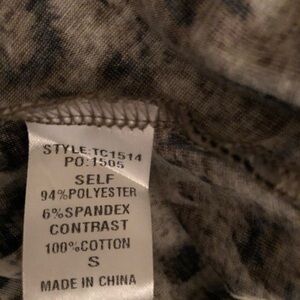 STYLE:TC1514
PO:1505
SELF
94%POLYESTER
6%SPANDEX
CONTRAST
100%COTTON
S
MADE IN CHINA